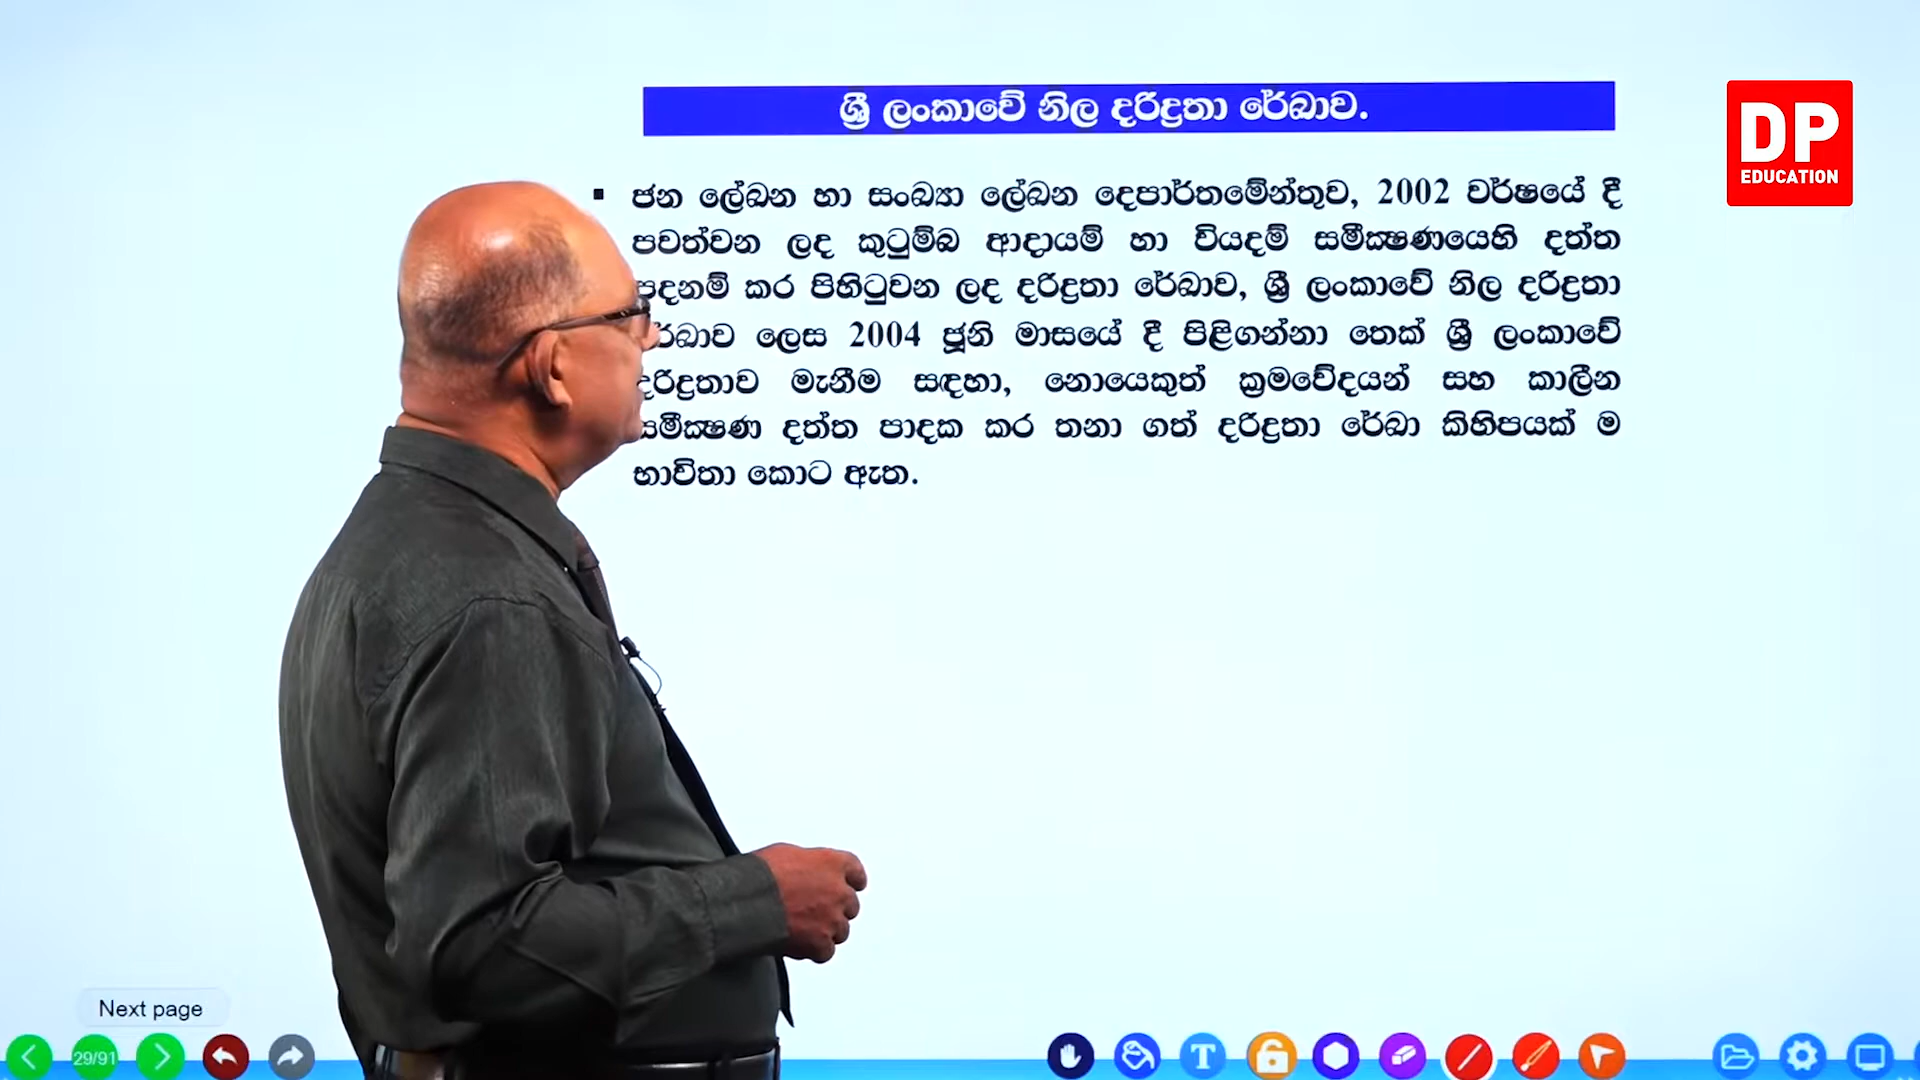 ශ්‍රී ලංකාවේ නිල දරිද්‍රතා රේඛාව.
DP
EDUCATION
▪ ජන ලේඛන හා සංඛ්‍යා ලේඛන දෙපාර්තමේන්තුව, 2002 වර්ෂයේ දී
පවත්වන ලද කුටුම්බ ආදායම් හා වියදම් සමීක්‍ෂණයෙහි දත්ත
පදනම් කර පිහිටුවන ලද දරිද්‍රතා රේඛාව, ශ්‍රී ලංකාවේ නිල දරිද්‍රතා
ලෙස 2004 ජූනි මාසයේ දී පිළිගන්නා තෙක් ශ්‍රී ලංකාවේ
දරිද්‍රතාව මැනීම සඳහා, නොයෙකුත් ක්‍රමවේදයන් සහ කාලීන
සමීක්‍ෂණ දත්ත පාදක කර තනා ගත් දරිද්‍රතා රේඛා කිහිපයක් ම
භාවිතා කොට ඇත.
Next page
29/91
T